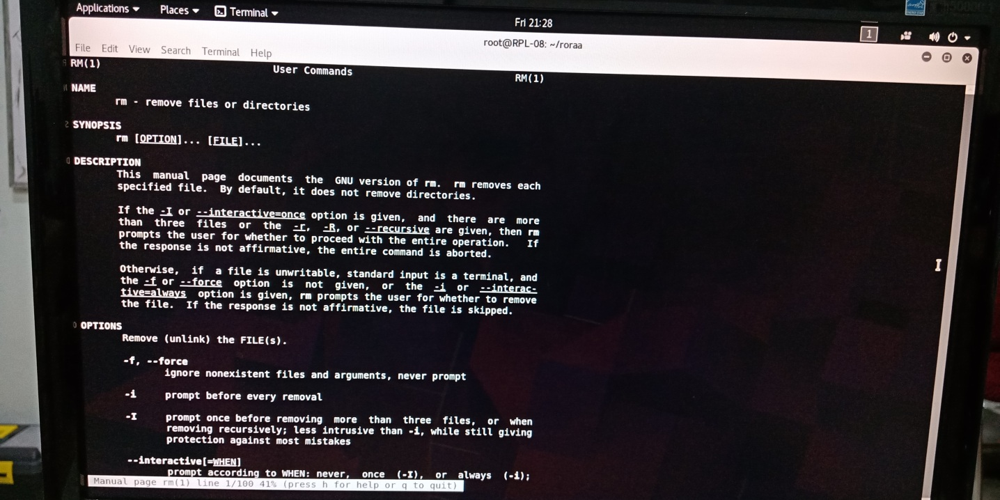 Applications Places Terminal
Fri 21:28
1
root@RPL-08: ~/roraa
File Edit View Search Terminal Help
RM(1) User Commands RM(1)
NAME
rm - remove files or directories
SYNOPSIS
rm [OPTION]... [FILE]...
DESCRIPTION
This manual page documents the GNU version of rm. rm removes each
specified file. By default, it does not remove directories.
If the -I or --interactive=once option is given, and there are more
than three files or the -r, -R, or --recursive are given, then rm
prompts the user for whether to proceed with the entire operation. If
the response is not affirmative, the entire command is aborted.
Otherwise, if a file is unwritable, standard input is a terminal, and
the -f or --force option is not given, or the -i or --interac-
tive=always option is given, rm prompts the user for whether to remove
the file. If the response is not affirmative, the file is skipped.
OPTIONS
Remove (unlink) the FILE(s).
-f, --force
ignore nonexistent files and arguments, never prompt
-i prompt before every removal
-I prompt once before removing more than three files, or when
removing recursively; less intrusive than -i, while still giving
protection against most mistakes
--interactive[=WHEN]
prompt according to WHEN: never, once (-I), or always (-i);
Manual page rm(1) line 1/100 41% (press h for help or q to quit)